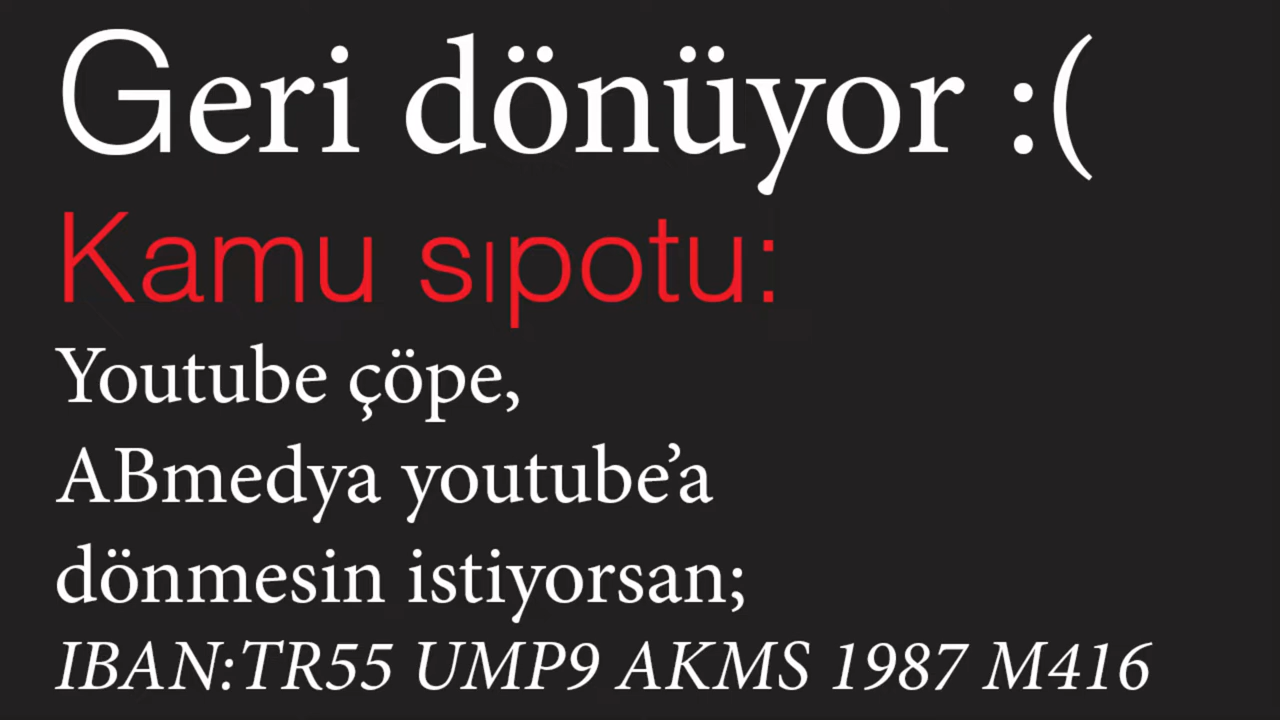 Geri dönüyor :(
Kamu sıpotu:
Youtube çöpe,
ABmedya youtube’a
dönmesin istiyorsan;
IBAN:TR55 UMP9 AKMS 1987 M416